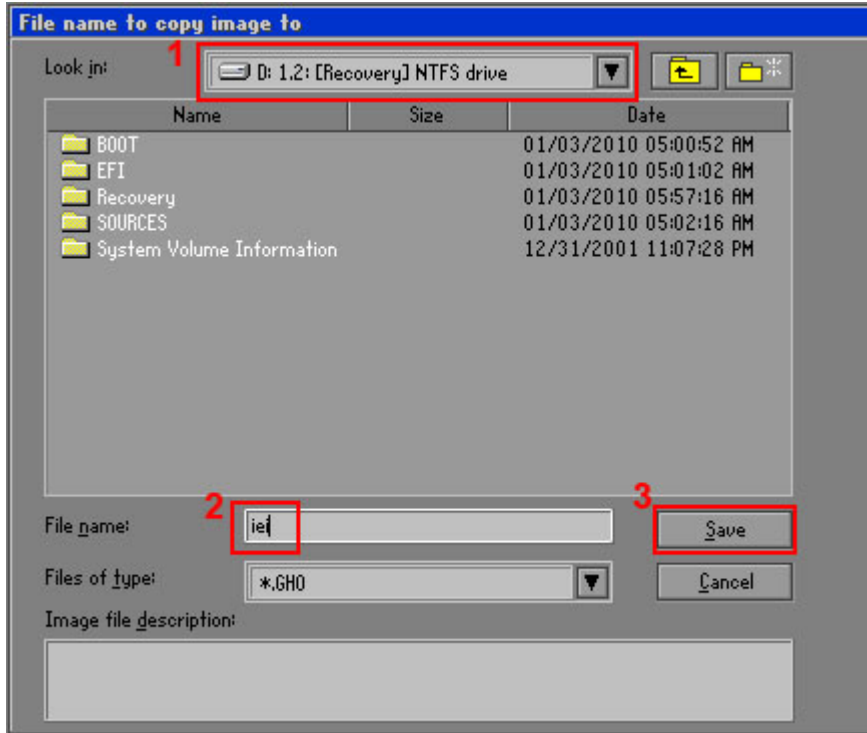 File name to copy image to
1
Look in: D: 1.2: [Recovery] NTFS drive
Name Size Date
BOOT 01/03/2010 05:00:52 AM
EFI 01/03/2010 05:01:02 AM
Recovery 01/03/2010 05:57:16 AM
SOURCES 01/03/2010 05:02:16 AM
System Volume Information 12/31/2001 11:07:28 PM
2 3
File name: iei Save
Files of type: *.GHO Cancel
Image file description: